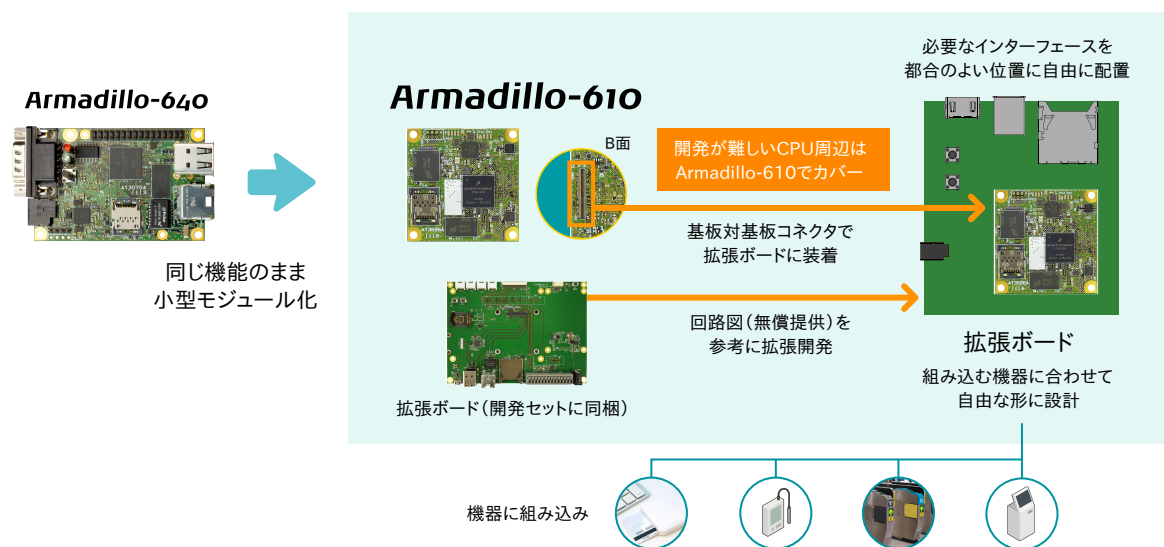 Armadillo-640
同じ機能のまま
小型モジュール化
Armadillo-610
B面
開発が難しいCPU周辺は
Armadillo-610でカバー
基板対基板コネクタで
拡張ボードに装着
拡張ボード（開発セットに同梱）
回路図（無償提供）を
参考に拡張開発
必要なインターフェースを
都合のよい位置に自由に配置
拡張ボード
組み込む機器に合わせて
自由な形に設計
機器に組み込み